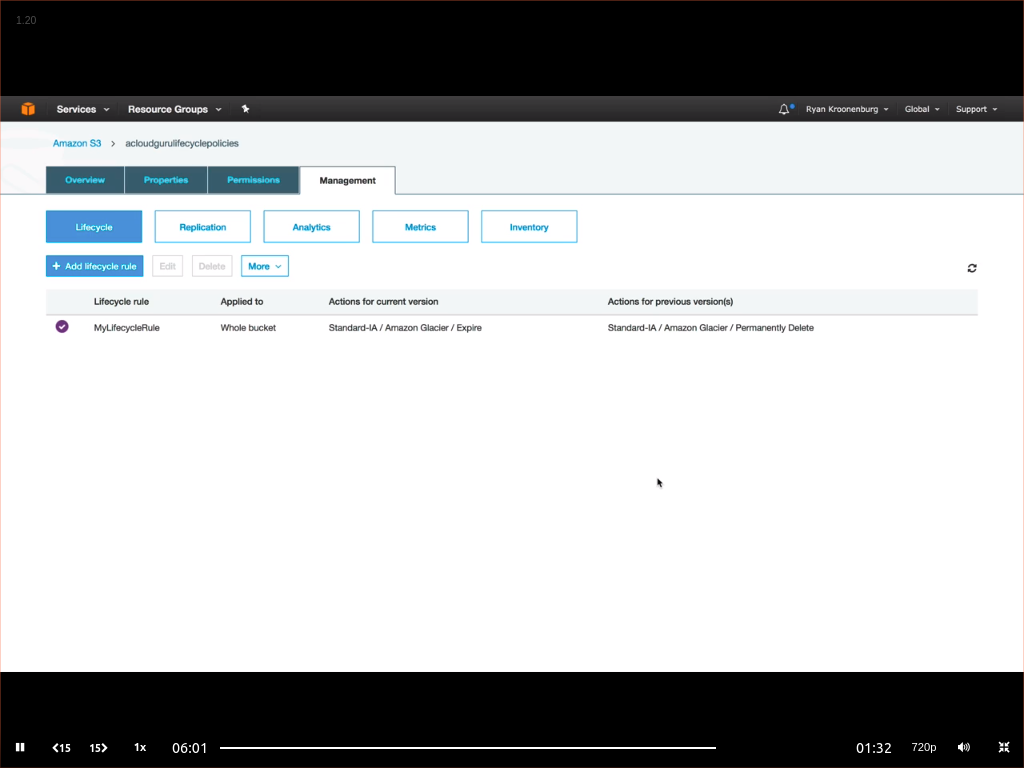 1.20
Services Resource Groups Ryan Kroonenburg Global Support
Amazon S3 > acloudgurulifecyclepolicies
Overview Properties Permissions Management
Lifecycle Replication Analytics Metrics Inventory
+ Add lifecycle rule Edit Delete More
Lifecycle rule Applied to Actions for current version Actions for previous version(s)
MyLifecycleRule Whole bucket Standard-IA / Amazon Glacier / Expire Standard-IA / Amazon Glacier / Permanently Delete
15 15 1x 06:01 01:32 720p